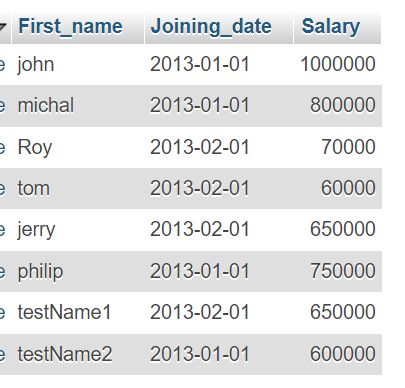 First_name Joining_date Salary
e john 2013-01-01 1000000
e michal 2013-01-01 800000
e Roy 2013-02-01 70000
e tom 2013-02-01 60000
e jerry 2013-02-01 650000
e philip 2013-01-01 750000
e testName1 2013-02-01 650000
e testName2 2013-01-01 600000